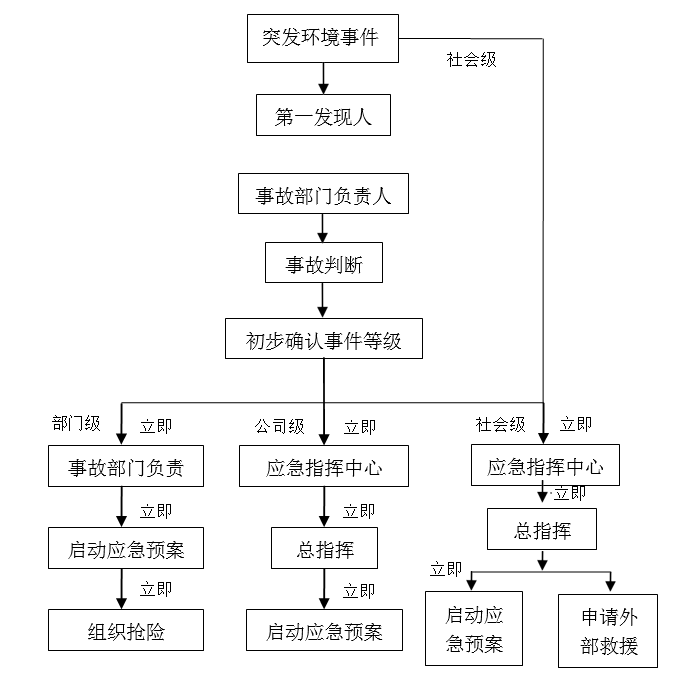 突发环境事件
社会级
第一发现人
事故部门负责人
事故判断
初步确认事件等级
部门级 立即 公司级 立即 社会级 立即
事故部门负责 应急指挥中心 应急指挥中心
立即 立即 立即
启动应急预案 总指挥 总指挥
立即 立即 立即
组织抢险 启动应急预案 启动应 申请外
急预案 部救援